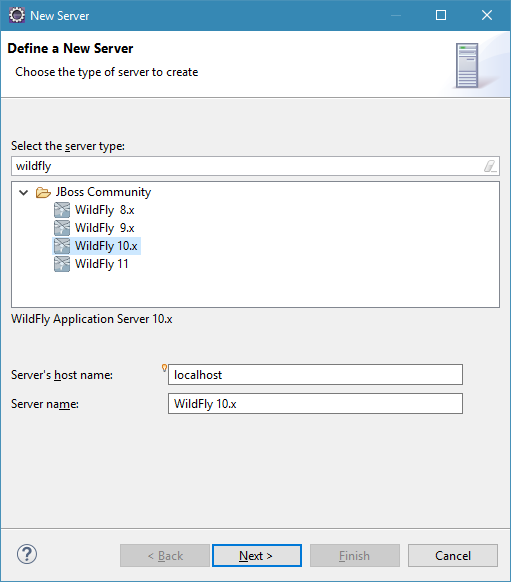 New Server
Define a New Server
Choose the type of server to create
Select the server type:
wildfly
JBoss Community
WildFly 8.x
WildFly 9.x
WildFly 10.x
WildFly 11
WildFly Application Server 10.x
Server's host name: localhost
Server name: WildFly 10.x
? < Back Next > Finish Cancel